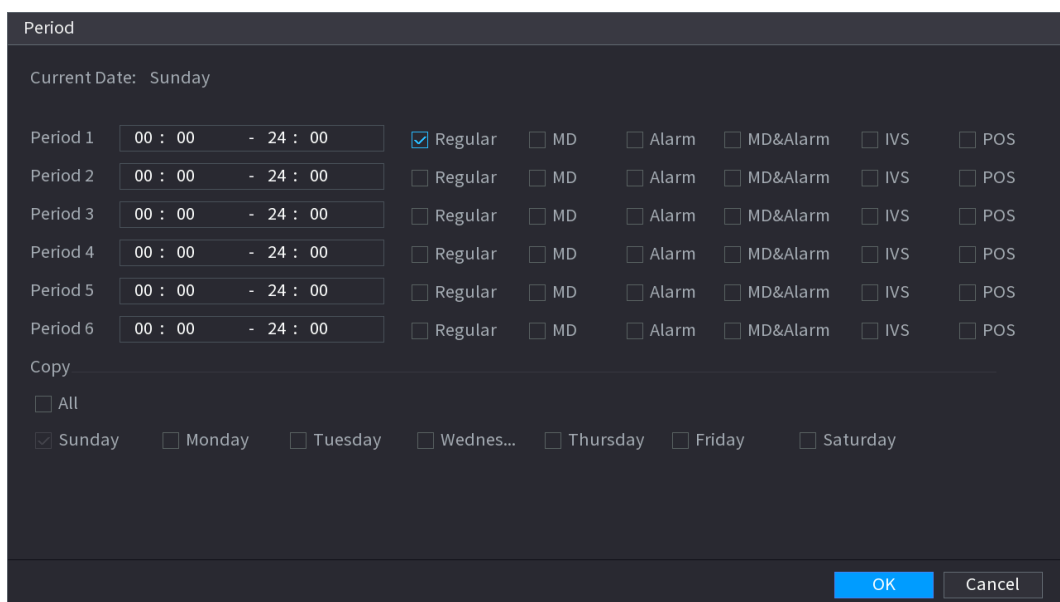 Period
Current Date: Sunday
Period 1 00 : 00 - 24 : 00 Regular MD Alarm MD&Alarm IVS POS
Period 2 00 : 00 - 24 : 00 Regular MD Alarm MD&Alarm IVS POS
Period 3 00 : 00 - 24 : 00 Regular MD Alarm MD&Alarm IVS POS
Period 4 00 : 00 - 24 : 00 Regular MD Alarm MD&Alarm IVS POS
Period 5 00 : 00 - 24 : 00 Regular MD Alarm MD&Alarm IVS POS
Period 6 00 : 00 - 24 : 00 Regular MD Alarm MD&Alarm IVS POS
Copy
All
Sunday Monday Tuesday Wednes... Thursday Friday Saturday
OK Cancel